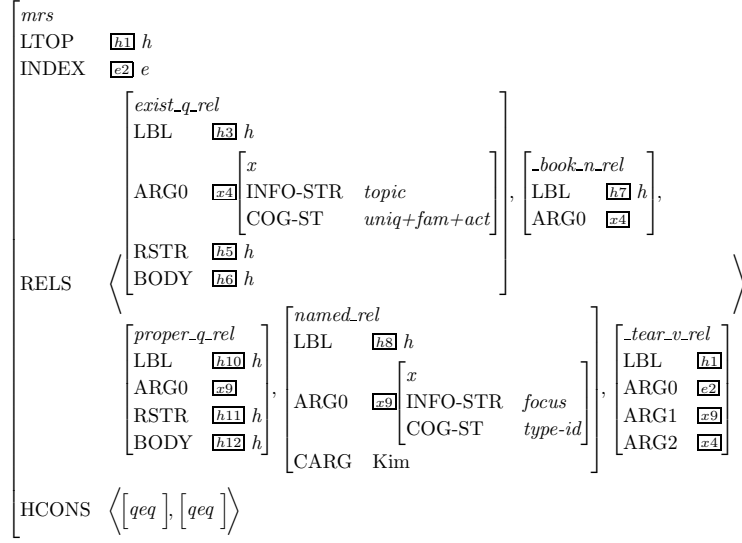 mrs
LTOP h1 h
INDEX e2 e
RELS
exist_q_rel
LBL h3 h
ARG0 x4
x
INFO-STR topic
COG-ST uniq+fam+act
RSTR h5 h
BODY h6 h
,
_book_n_rel
LBL h7 h
ARG0 x4
,
proper_q_rel
LBL h10 h
ARG0 x9
RSTR h11 h
BODY h12 h
,
named_rel
LBL h8 h
ARG0 x9
x
INFO-STR focus
COG-ST type-id
CARG Kim
,
_tear_v_rel
LBL h1
ARG0 e2
ARG1 x9
ARG2 x4
HCONS ⟨[qeq ], [qeq ]⟩